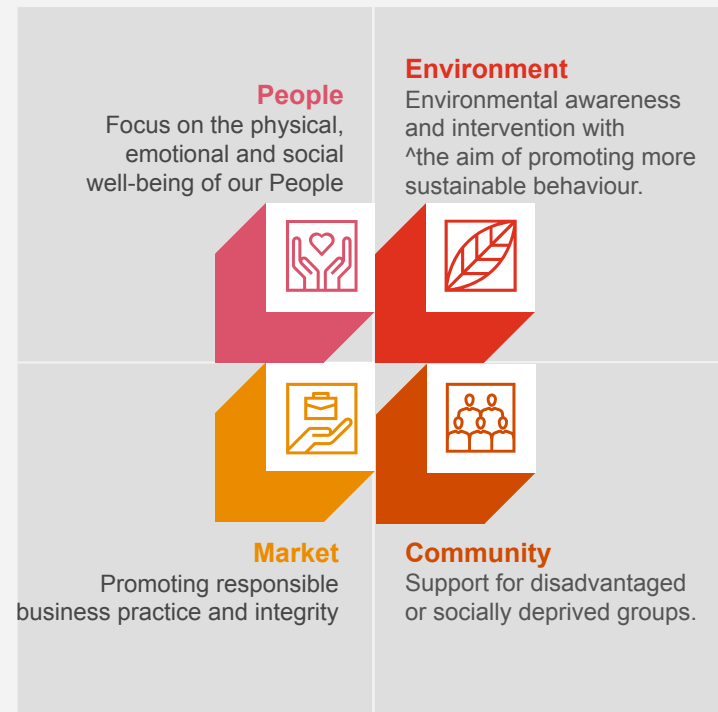 People
Focus on the physical,
emotional and social
well-being of our People
Environment
Environmental awareness
and intervention with
^the aim of promoting more
sustainable behaviour.
Market
Promoting responsible
business practice and integrity
Community
Support for disadvantaged
or socially deprived groups.